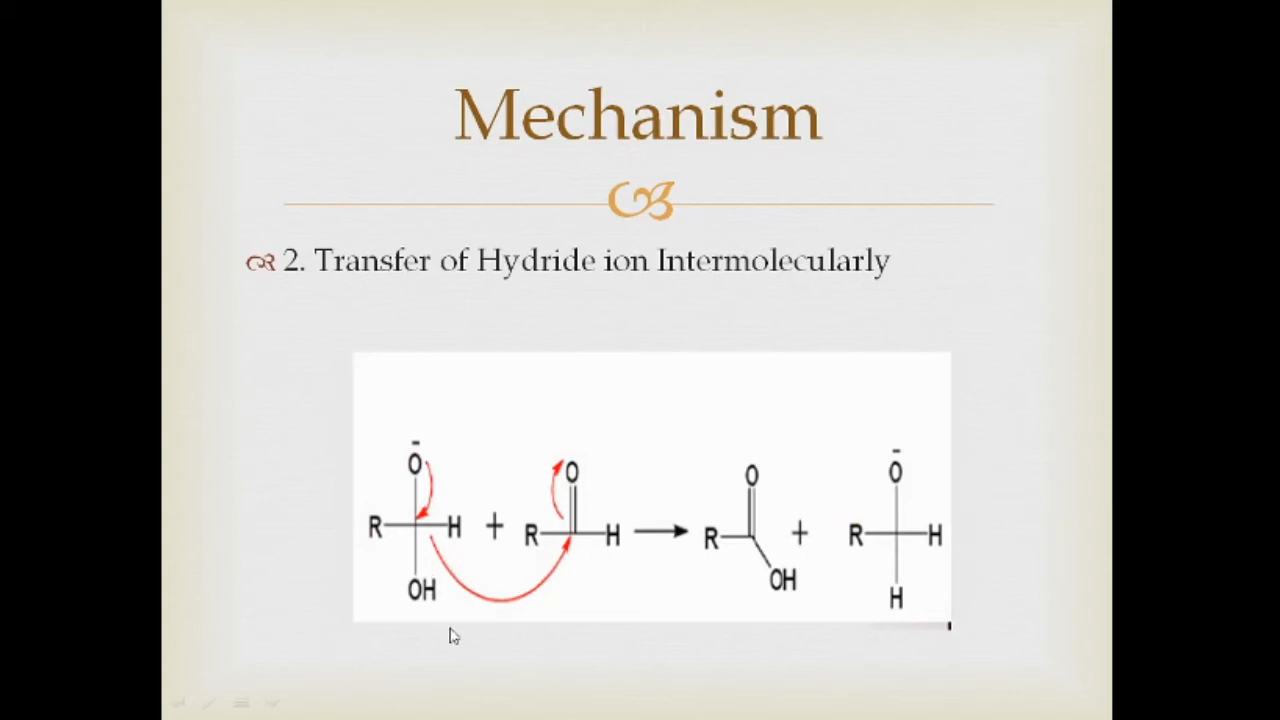 Mechanism
2. Transfer of Hydride ion Intermolecularly
O⁻ O O O⁻
R H + R H → R + R H
OH OH H